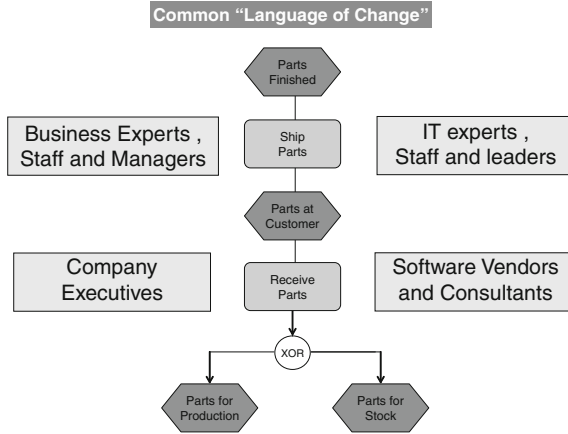 Common “Language of Change”
Parts
Finished
Business Experts ,
Staff and Managers
Ship
Parts
IT experts ,
Staff and leaders
Parts at
Customer
Company
Executives
Receive
Parts
Software Vendors
and Consultants
XOR
Parts for
Production
Parts for
Stock